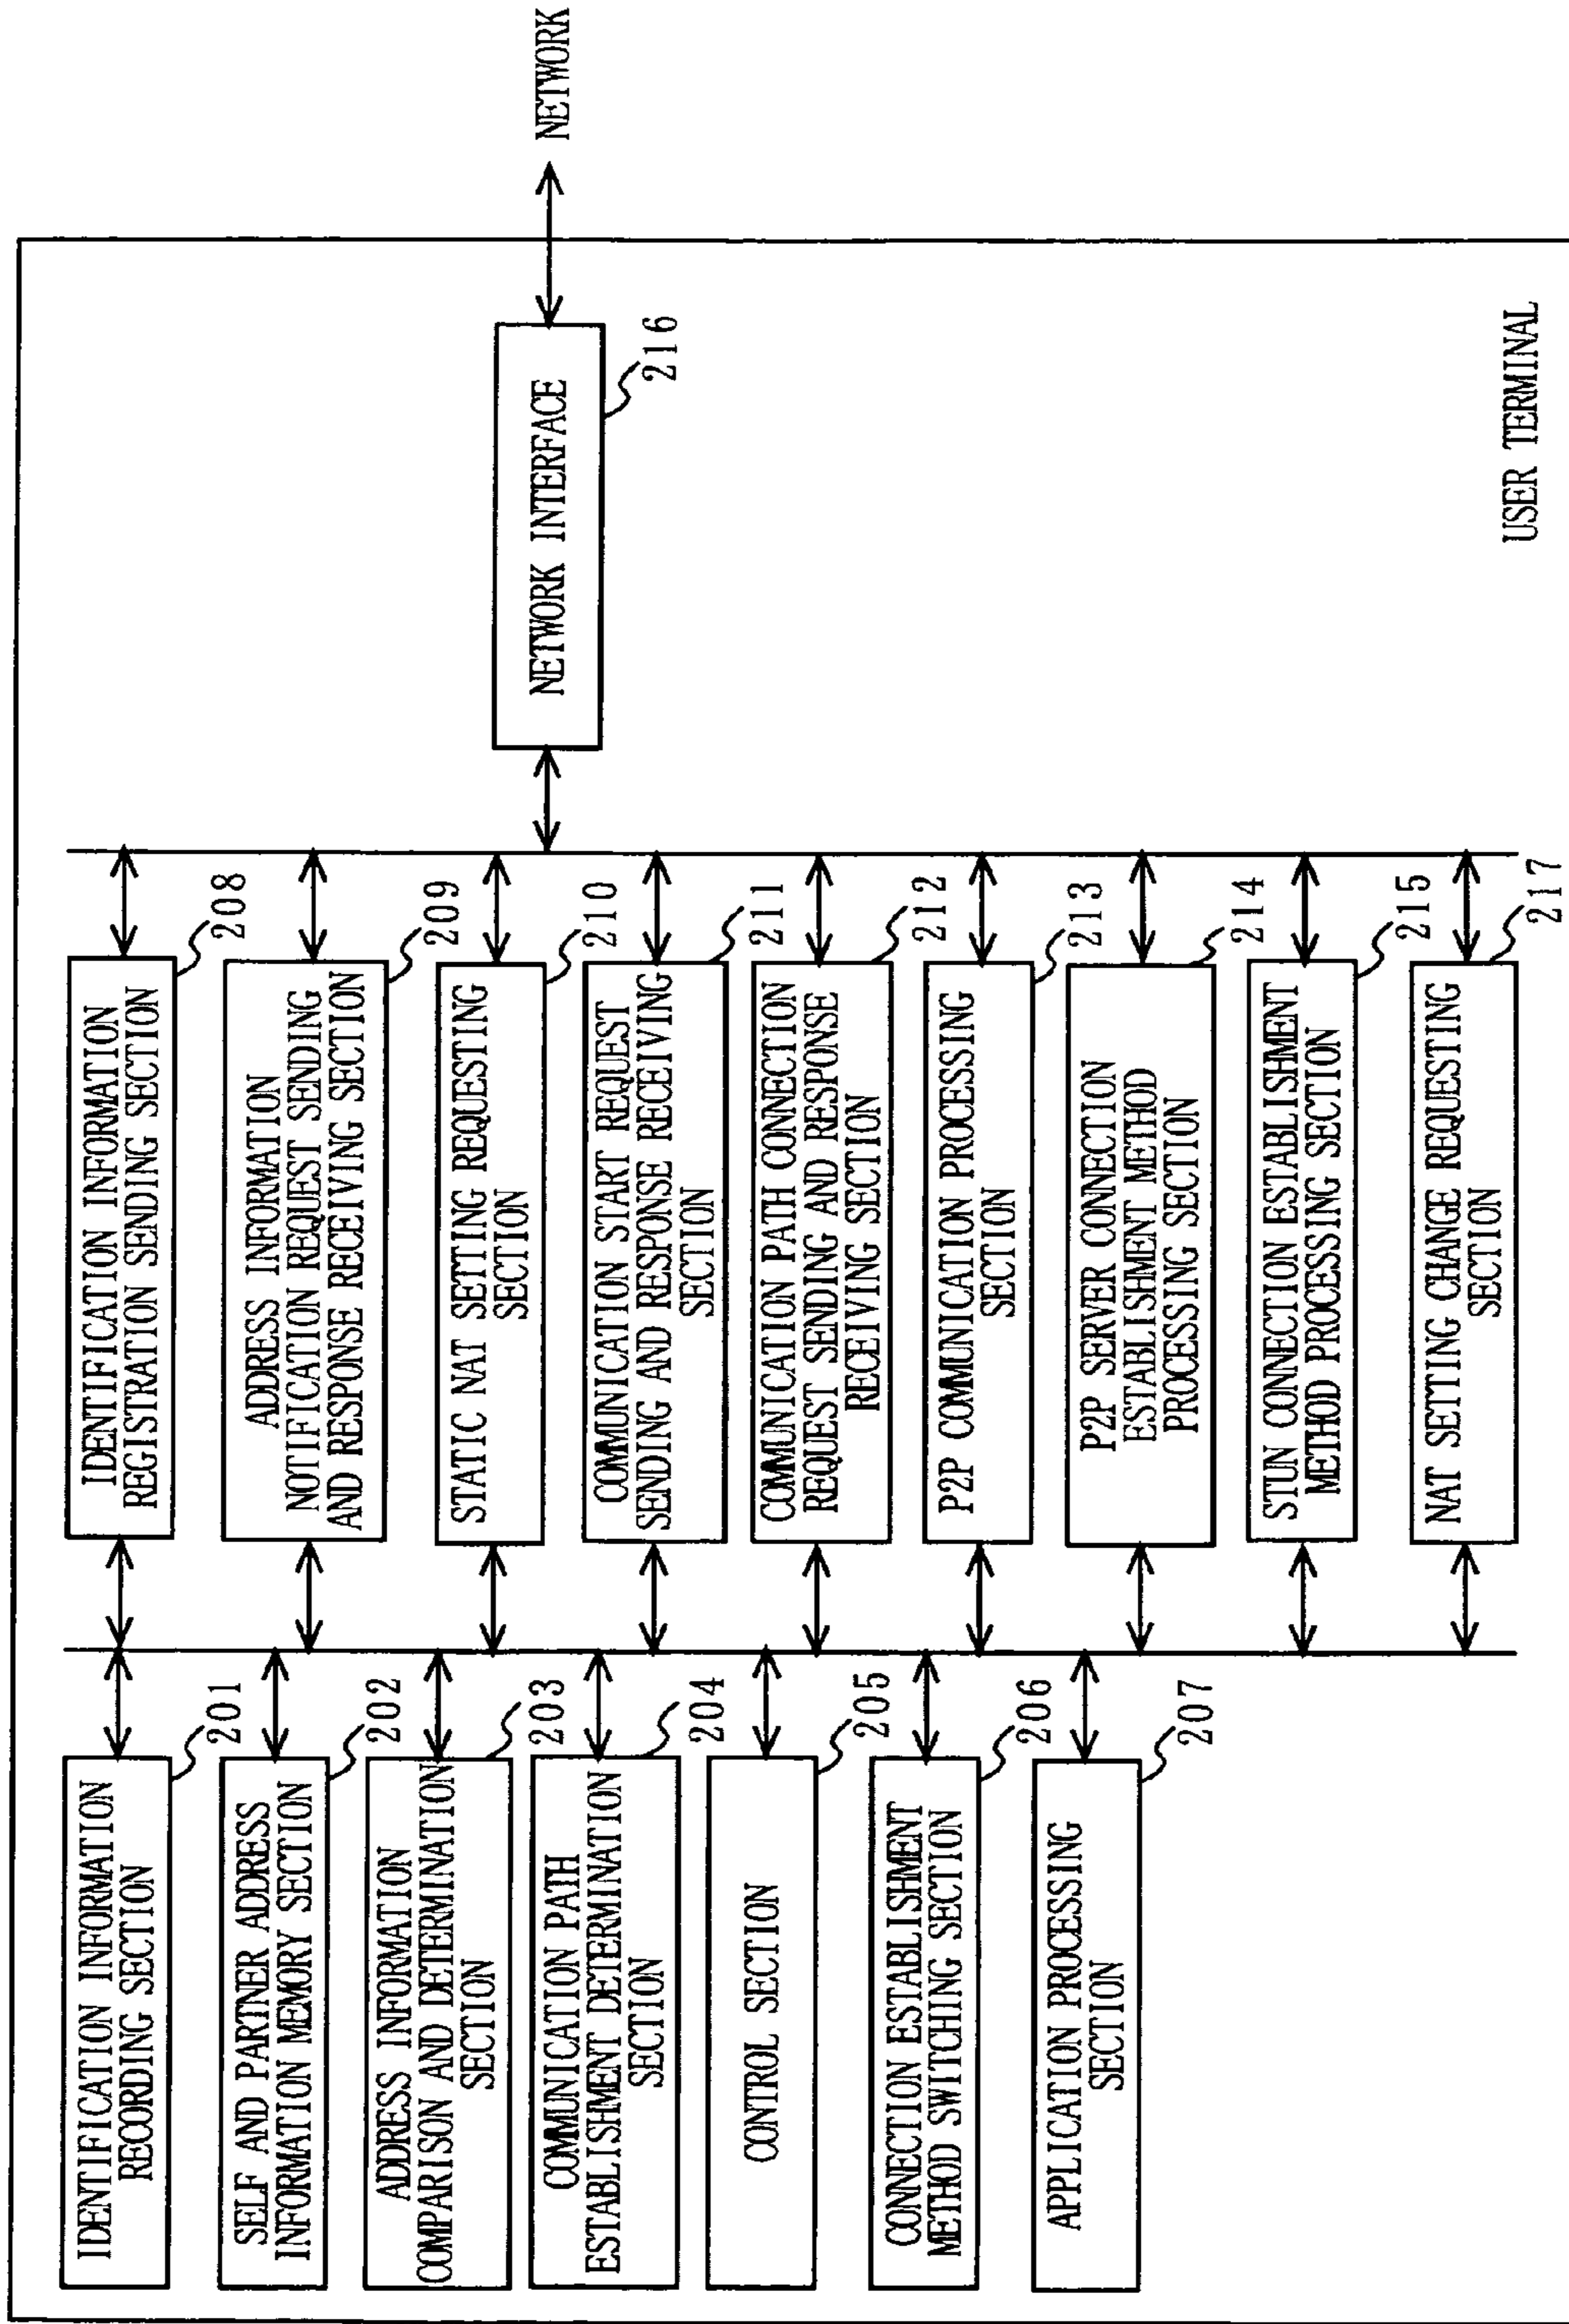 IDENTIFICATION INFORMATION
RECORDING SECTION
201
SELF AND PARTNER ADDRESS
INFORMATION MEMORY SECTION
202
ADDRESS INFORMATION
COMPARISON AND DETERMINATION
SECTION
203
COMMUNICATION PATH
ESTABLISHMENT DETERMINATION
SECTION
204
CONTROL SECTION
205
CONNECTION ESTABLISHMENT
METHOD SWITCHING SECTION
206
APPLICATION PROCESSING
SECTION
207
IDENTIFICATION INFORMATION
REGISTRATION SENDING SECTION
208
ADDRESS INFORMATION
NOTIFICATION REQUEST SENDING
AND RESPONSE RECEIVING SECTION
209
STATIC NAT SETTING REQUESTING
SECTION
210
COMMUNICATION START REQUEST
SENDING AND RESPONSE RECEIVING
SECTION
211
COMMUNICATION PATH CONNECTION
REQUEST SENDING AND RESPONSE
RECEIVING SECTION
212
P2P COMMUNICATION PROCESSING
SECTION
213
P2P SERVER CONNECTION
ESTABLISHMENT METHOD
PROCESSING SECTION
214
STUN CONNECTION ESTABLISHMENT
METHOD PROCESSING SECTION
215
NAT SETTING CHANGE REQUESTING
SECTION
217
NETWORK INTERFACE
216
NETWORK
USER TERMINAL